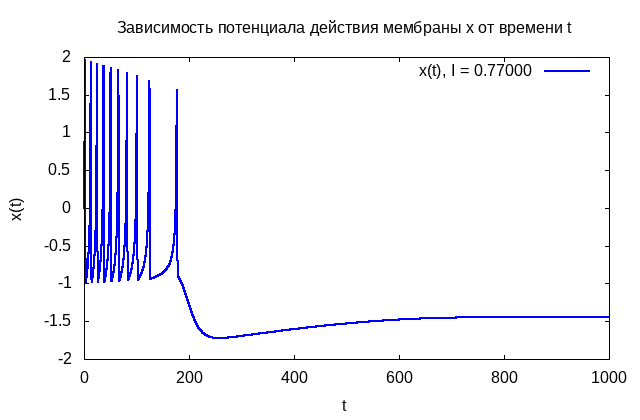 Зависимость потенциала действия мембраны x от времени t
x(t), I = 0.77000
2
1.5
1
0.5
0
-0.5
-1
-1.5
-2
x(t)
0 200 400 600 800 1000
t